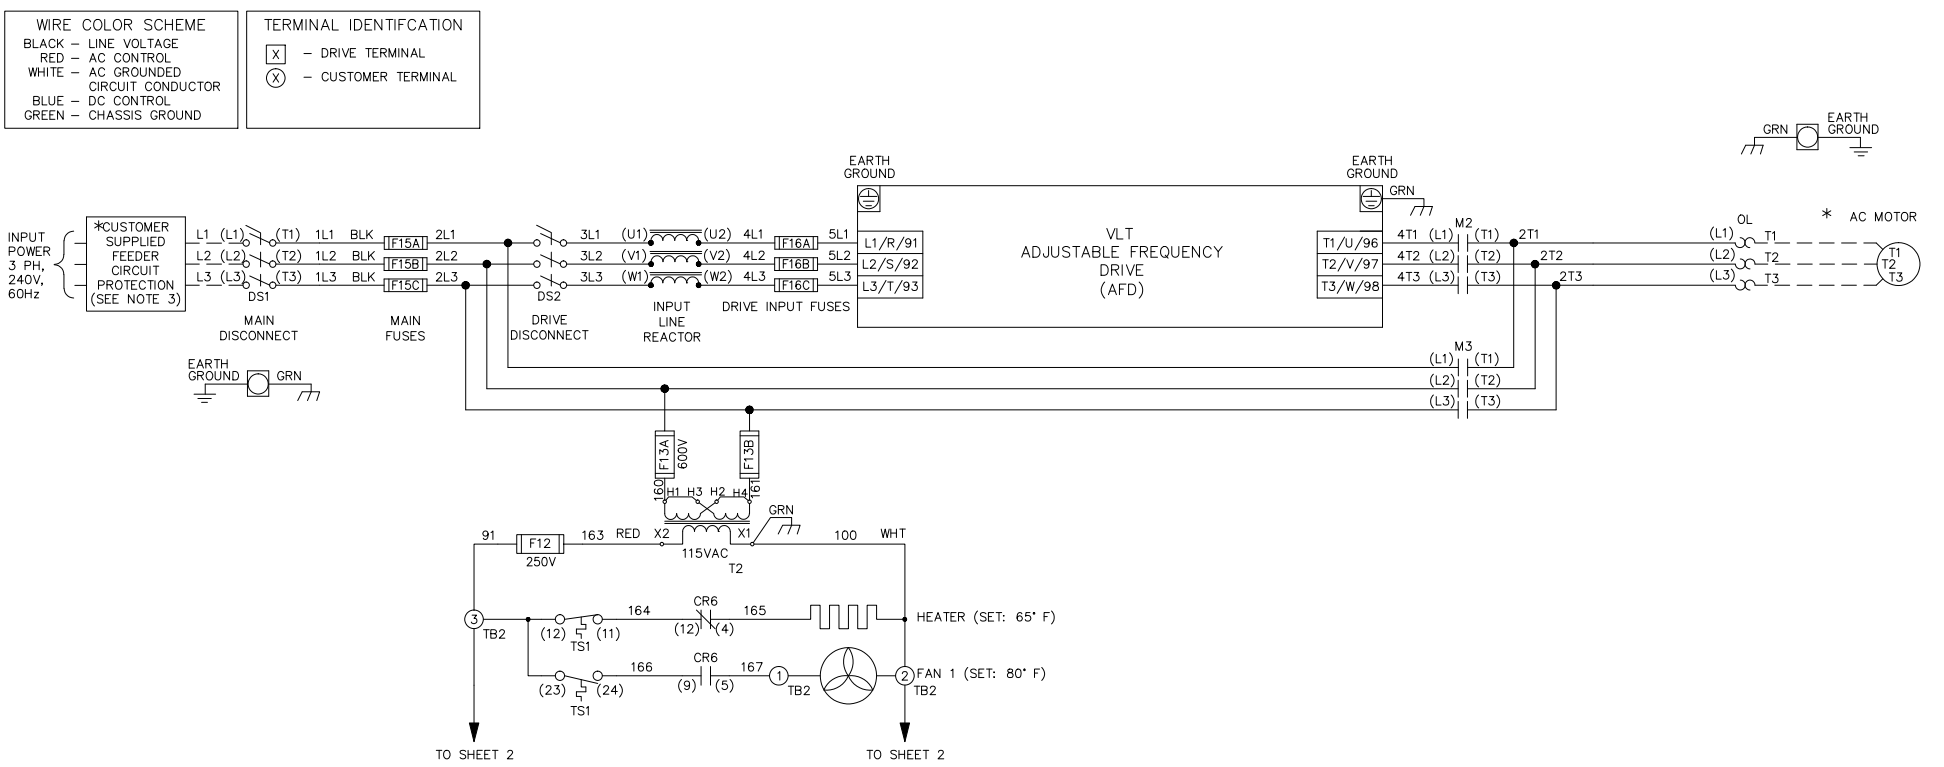 WIRE COLOR SCHEME
BLACK – LINE VOLTAGE
RED – AC CONTROL
WHITE – AC GROUNDED
CIRCUIT CONDUCTOR
BLUE – DC CONTROL
GREEN – CHASSIS GROUND
TERMINAL IDENTIFCATION
X – DRIVE TERMINAL
X – CUSTOMER TERMINAL
GRN
EARTH
GROUND
EARTH
GROUND
EARTH
GROUND
GRN
INPUT
POWER
3 PH,
240V,
60Hz
*CUSTOMER
SUPPLIED
FEEDER
CIRCUIT
PROTECTION
(SEE NOTE 3)
L1 (L1) (T1) 1L1 BLK F15A 2L1 3L1 (U1) (U2) 4L1 F16A 5L1 L1/R/91
L2 (L2) (T2) 1L2 BLK F15B 2L2 3L2 (V1) (V2) 4L2 F16B 5L2 L2/S/92
L3 (L3) (T3) 1L3 BLK F15C 2L3 3L3 (W1) (W2) 4L3 F16C 5L3 L3/T/93
DS1
DS2
MAIN
DISCONNECT
MAIN
FUSES
DRIVE
DISCONNECT
INPUT
LINE
REACTOR
DRIVE INPUT FUSES
VLT
ADJUSTABLE FREQUENCY
DRIVE
(AFD)
M2
OL
* AC MOTOR
T1/U/96 4T1 (L1) (T1) 2T1 (L1) T1 T1
T2/V/97 4T2 (L2) (T2) 2T2 (L2) T2 T2
T3/W/98 4T3 (L3) (T3) 2T3 (L3) T3 T3
M3
(L1) (T1)
(L2) (T2)
(L3) (T3)
EARTH
GROUND
GRN
F13A
600V
F13B
160
161
H1 H3 H2 H4
GRN
91 F12 163 RED X2 X1 100 WHT
250V
115VAC
T2
3
TB2
164 CR6 165
(12) (11) (12) (4)
TS1
HEATER (SET: 65° F)
166 CR6 167 1
(23) (24) (9) (5)
TS1
TB2
2
TB2
FAN 1 (SET: 80° F)
TO SHEET 2
TO SHEET 2